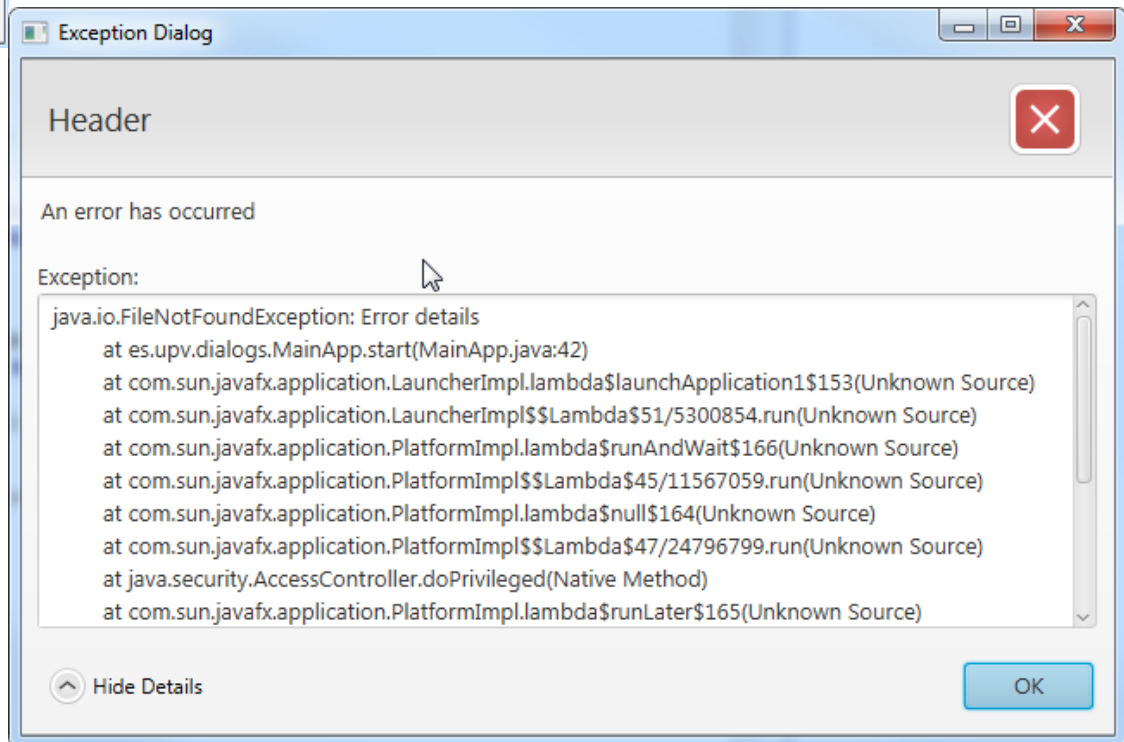 Exception Dialog
Header
An error has occurred
Exception:
java.io.FileNotFoundException: Error details
at es.upv.dialogs.MainApp.start(MainApp.java:42)
at com.sun.javafx.application.LauncherImpl.lambda$launchApplication1$153(Unknown Source)
at com.sun.javafx.application.LauncherImpl$$Lambda$51/5300854.run(Unknown Source)
at com.sun.javafx.application.PlatformImpl.lambda$runAndWait$166(Unknown Source)
at com.sun.javafx.application.PlatformImpl$$Lambda$45/11567059.run(Unknown Source)
at com.sun.javafx.application.PlatformImpl.lambda$null$164(Unknown Source)
at com.sun.javafx.application.PlatformImpl$$Lambda$47/24796799.run(Unknown Source)
at java.security.AccessController.doPrivileged(Native Method)
at com.sun.javafx.application.PlatformImpl.lambda$runLater$165(Unknown Source)
Hide Details
OK